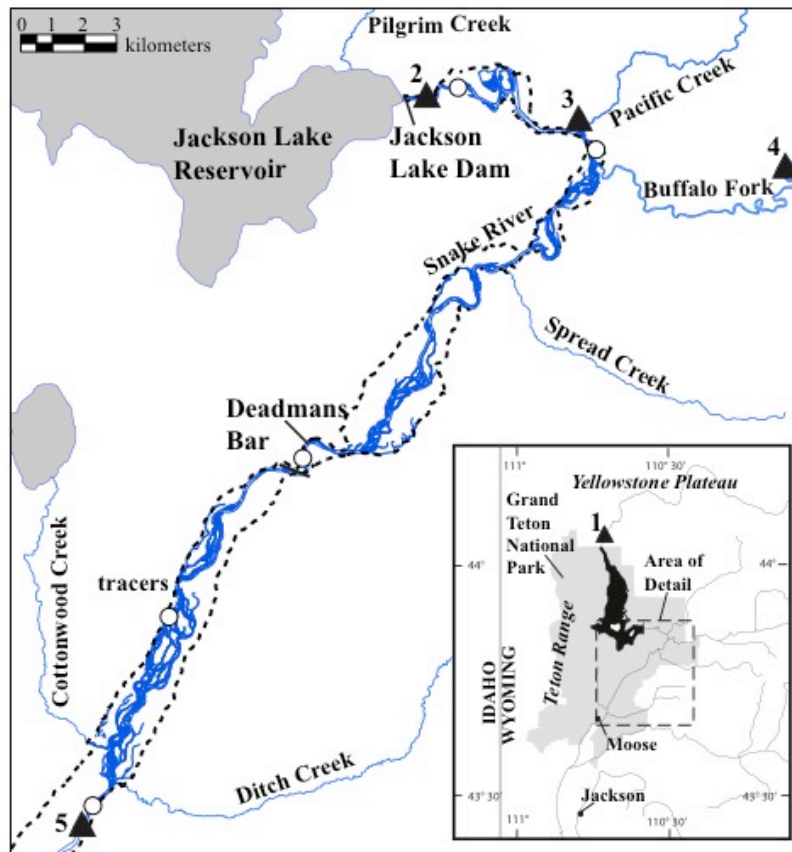 0 1 2 3
kilometers
Pilgrim Creek
2
3
Pacific Creek
4
Jackson Lake
Reservoir
Jackson
Lake Dam
Buffalo Fork
Snake River
Spread Creek
Deadmans
Bar
tracers
Cottonwood Creek
Ditch Creek
5
111°
110° 30'
Yellowstone Plateau
1
Grand
Teton
National
Park
44°
44°
Area of
Detail
Teton Range
IDAHO
WYOMING
Moose
Jackson
43° 30'
43° 30'
111°
110° 30'